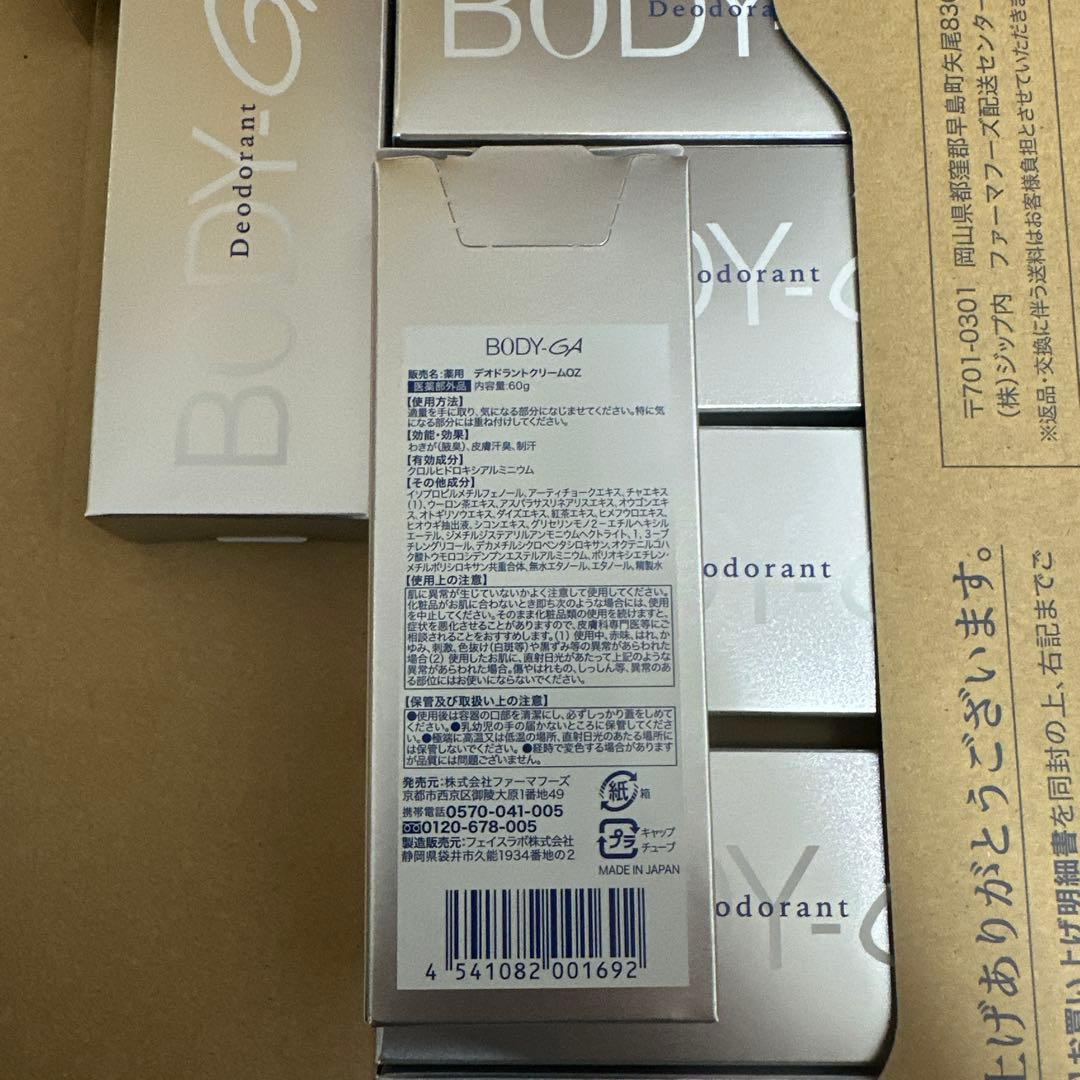 BODY-GA
Deodorant
BODY-
Deodora
odorant
odorant
odorant
BODY-GA
販売名:薬用 デオドラントクリームOZ
医薬部外品 内容量:60g
【使用方法】
適量を手に取り、気になる部分になじませてください。特に気
になる部分には重ね付けしてください。
【効能・効果】
わきが(腋臭)、皮膚汗臭、制汗
【有効成分】
クロルヒドロキシアルミニウム
【その他成分】
イソプロピルメチルフェノール、アーティチョークエキス、チャエキス
(1)、ウーロン茶エキス、アスパラサスリネアリスエキス、オウゴンエキ
ス、オトギリソウエキス、ダイズエキス、紅茶エキス、ヒメフウロエキス、
ヒオウギ抽出液、シコンエキス、グリセリンモノ2ーエチルヘキシル
エーテル、ジメチルジステアリルアンモニウムヘクトライト、1,3ーブ
チレングリコール、デカメチルシクロペンタシロキサン、オクテニルコハ
ク酸トウモロコシデンプンエステルアルミニウム、ポリオキシエチレン・
メチルポリシロキサン共重合体、無水エタノール、エタノール、精製水
【使用上の注意】
肌に異常が生じていないかよく注意して使用してください。
化粧品がお肌に合わないとき即ち次のような場合には、使用
を中止してください。そのまま化粧品類の使用を続けますと、
症状を悪化させることがありますので、皮膚科専門医等にご
相談されることをおすすめします。(1) 使用中、赤味、はれ、か
ゆみ、刺激、色抜け(白斑等)や黒ずみ等の異常があらわれた
場合(2) 使用したお肌に、直射日光があたって上記のような
異常があらわれた場合。傷やはれもの、しっしん等、異常のあ
る部位にはお使いにならないでください。
【保管及び取扱い上の注意】
●使用後は容器の口部を清潔にし、必ずしっかり蓋をしめて
ください。●乳幼児の手の届かないところに保管してくださ
い。●極端に高温又は低温の場所、直射日光のあたる場所に
は保管しないでください。●経時で変色する場合があります
が品質には問題ございません。
発売元:株式会社ファーマフーズ
京都市西京区御陵大原1番地49
携帯電話0570-041-005
0120-678-005
製造販売元:フェイスラボ株式会社
静岡県袋井市久能1934番地の2
紙 箱
プラ キャップ
チューブ
MADE IN JAPAN
4 541082 001692
〒701-0301 岡山県都窪郡早島町矢尾830
(株)ジップ内 ファーマフーズ配送センター
※返品・交換に伴う送料はお客様負担とさせていただきま
上げありがとうございます。
お買い上げ明細書を同封の上、右記までご